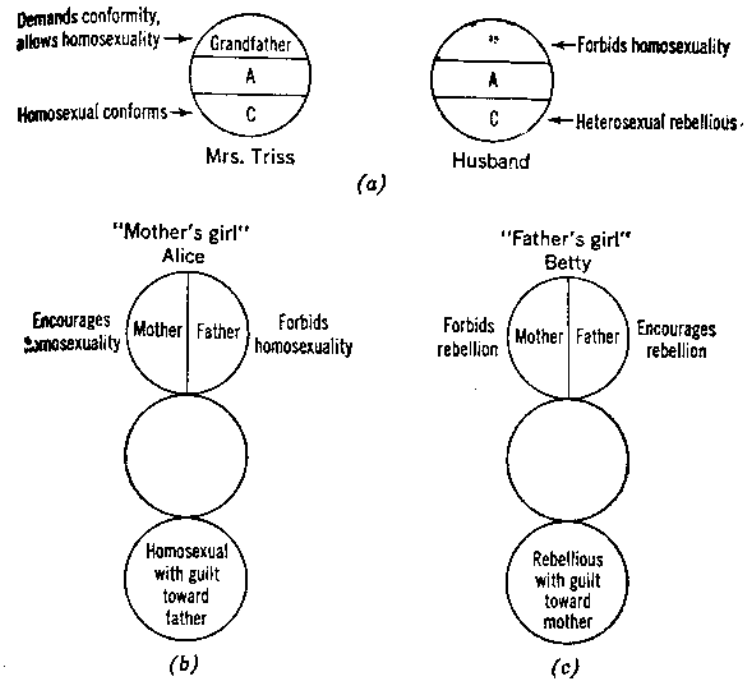 Demands conformity,
allows homosexuality
Grandfather
A
Homosexual conforms
C
Mrs. Triss
Forbids homosexuality
A
C
Heterosexual rebellious
Husband
(a)
"Mother's girl"
Alice
Encourages
homosexuality
Mother
Father
Forbids
homosexuality
Homosexual
with guilt
toward
father
(b)
"Father's girl"
Betty
Forbids
rebellion
Mother
Father
Encourages
rebellion
Rebellious
with guilt
toward
mother
(c)